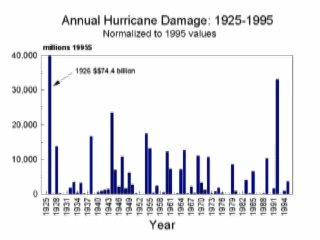 Annual Hurricane Damage: 1925-1995
Normalized to 1995 values
millions 1995$
40,000
1926 $$74.4 billion
30,000
20,000
10,000
0
1925 1928 1931 1934 1937 1940 1943 1946 1949 1952 1955 1958 1961 1964 1967 1970 1973 1976 1979 1982 1985 1988 1991 1994
Year